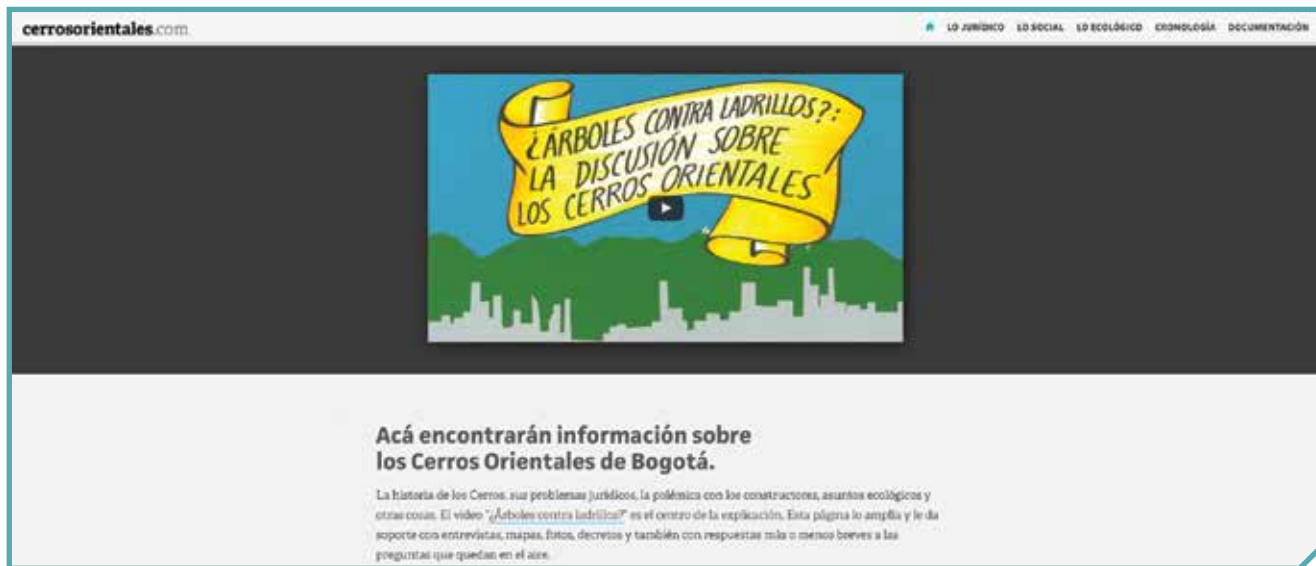 cerrosorientales.com
LO JURÍDICO LO SOCIAL LO ECOLÓGICO CRONOLOGÍA DOCUMENTACIÓN
¿ÁRBOLES CONTRA LADRILLOS?:
LA DISCUSIÓN SOBRE
LOS CERROS ORIENTALES
Acá encontrarán información sobre
los Cerros Orientales de Bogotá.
La historia de los Cerros, sus problemas jurídicos, la polémica con los constructores, asuntos ecológicos y
otras cosas. El video "¿Árboles contra ladrillos?" es el centro de la explicación. Esta página lo amplía y le da
soporte con entrevistas, mapas, fotos, decretos y también con respuestas más o menos breves a las
preguntas que quedan en el aire.